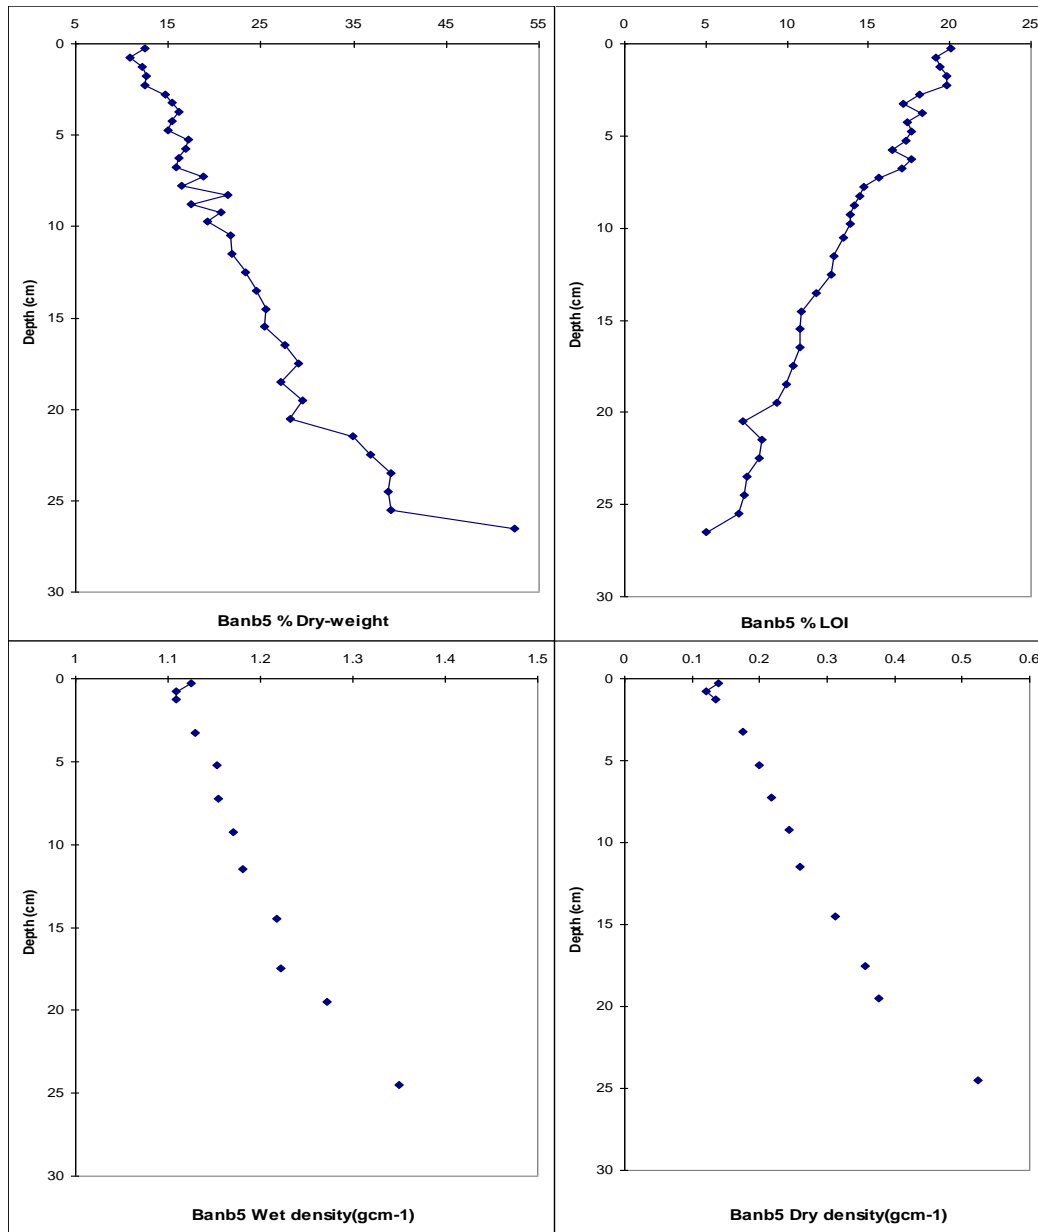 5 15 25 35 45 55
0
5
10
15
20
25
30
Depth (cm)
Banb5 % Dry-weight
0 5 10 15 20 25
0
5
10
15
20
25
30
Depth (cm)
Banb5 % LOI
1 1.1 1.2 1.3 1.4 1.5
0
5
10
15
20
25
30
Depth (cm)
Banb5 Wet density(gcm-1)
0 0.1 0.2 0.3 0.4 0.5 0.6
0
5
10
15
20
25
30
Depth (cm)
Banb5 Dry density(gcm-1)